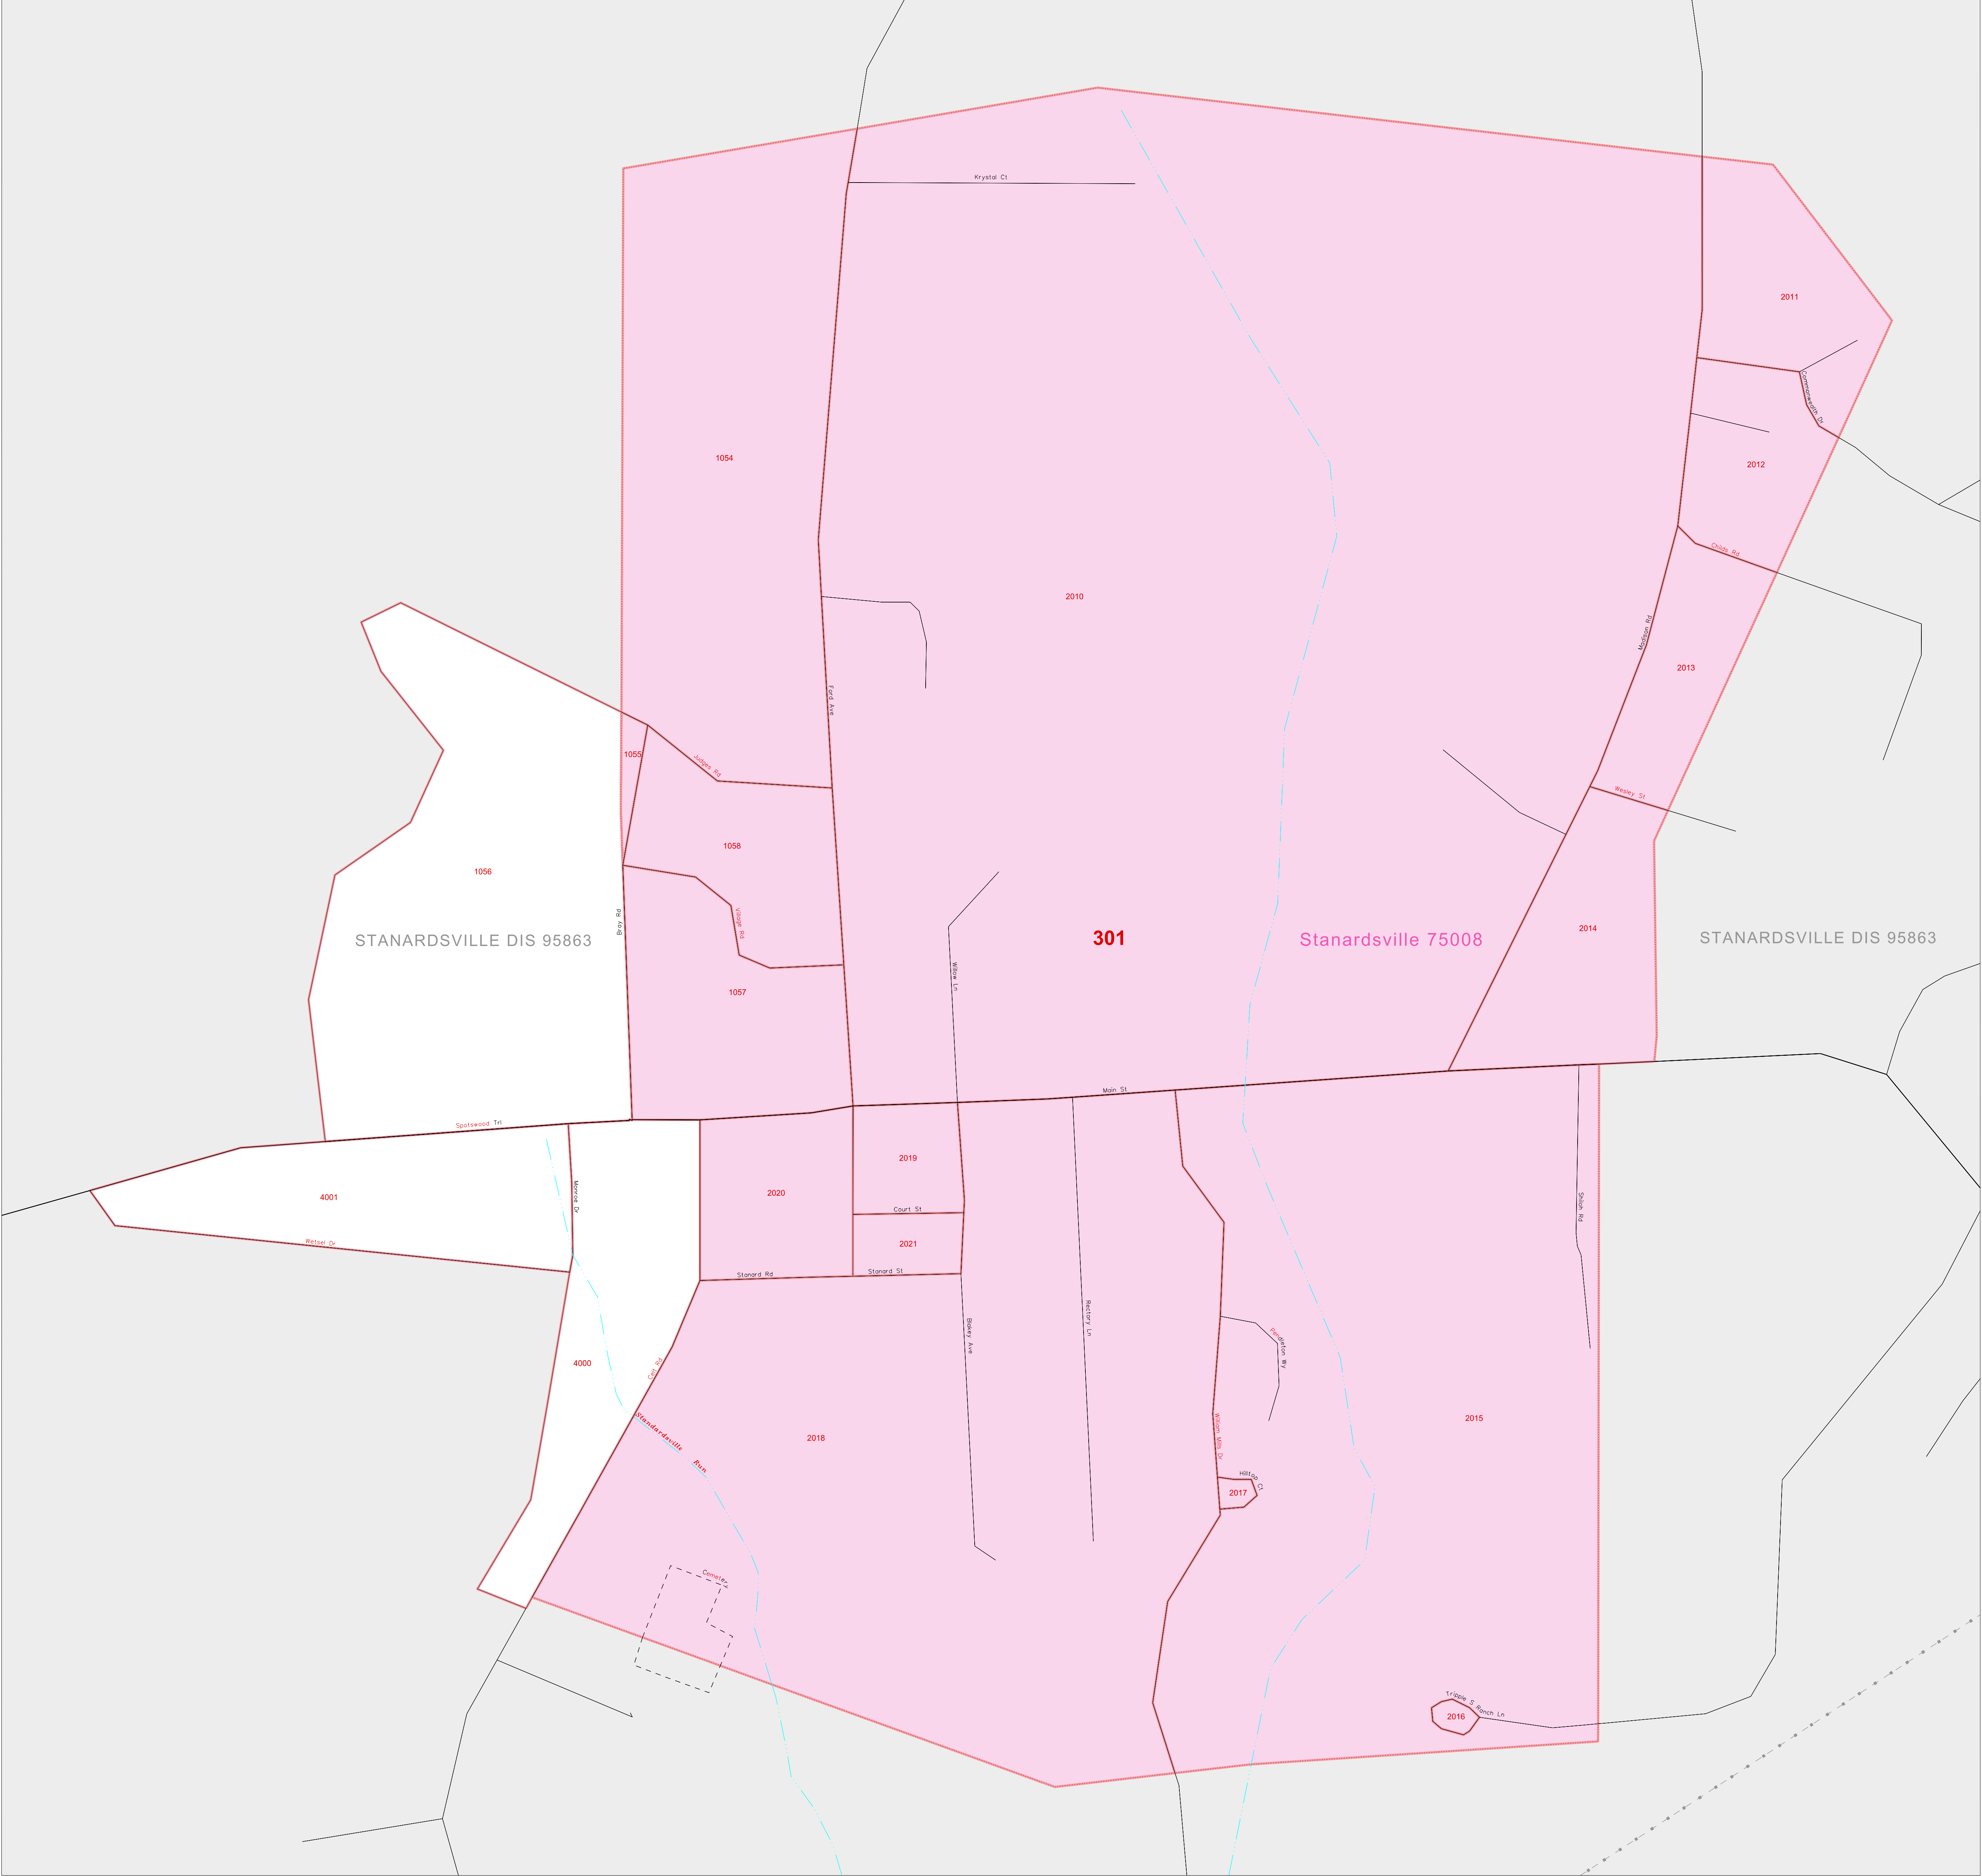 Krystal Ct
2011
Commonwealth Dr
1054
2012
Childs Rd
2010
Madison Rd
2013
Ford Ave
1055
Judges Rd
Wesley St
1058
1056
Village Rd
Bray Rd
STANARDSVILLE DIS 95863
301
Stanardsville 75008
2014
STANARDSVILLE DIS 95863
Willow Ln
1057
Main St
Spotswood Trl
2019
4001
Monroe Dr
2020
Court St
Shiloh Rd
Wetsel Dr
2021
Stanard Rd
Stanard St
Blakey Ave
Rectory Ln
Pendleton Wy
4000
Celt Rd
Standardsville Run
2018
William Mills Dr
2015
Hilltop Ct
2017
Cemetery
Tripple S Ranch Ln
2016